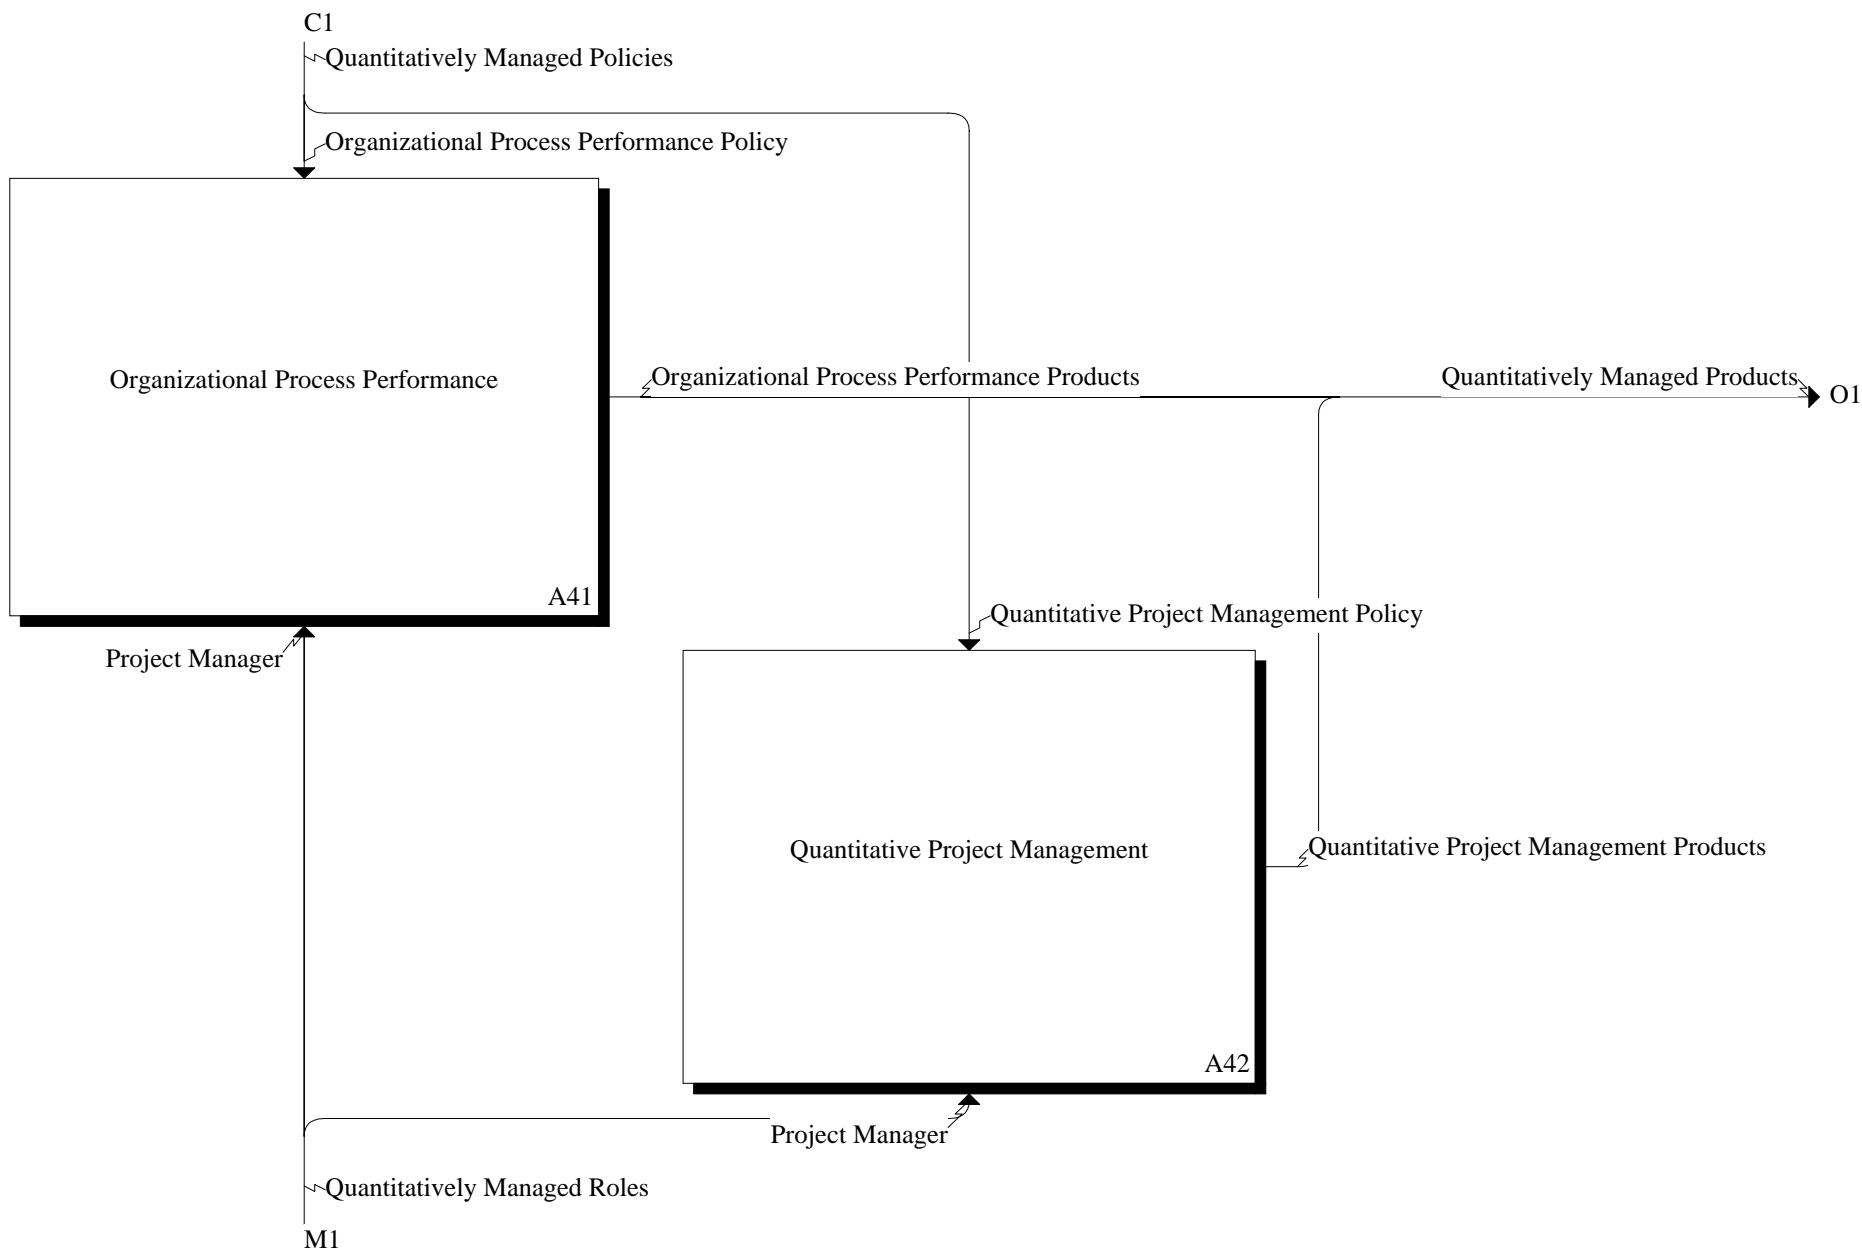 C1
Quantitatively Managed Policies
Organizational Process Performance Policy
Organizational Process Performance
Organizational Process Performance Products
Quantitatively Managed Products
O1
A41
Quantitative Project Management Policy
Project Manager
Quantitative Project Management
Quantitative Project Management Products
A42
Project Manager
Quantitatively Managed Roles
M1